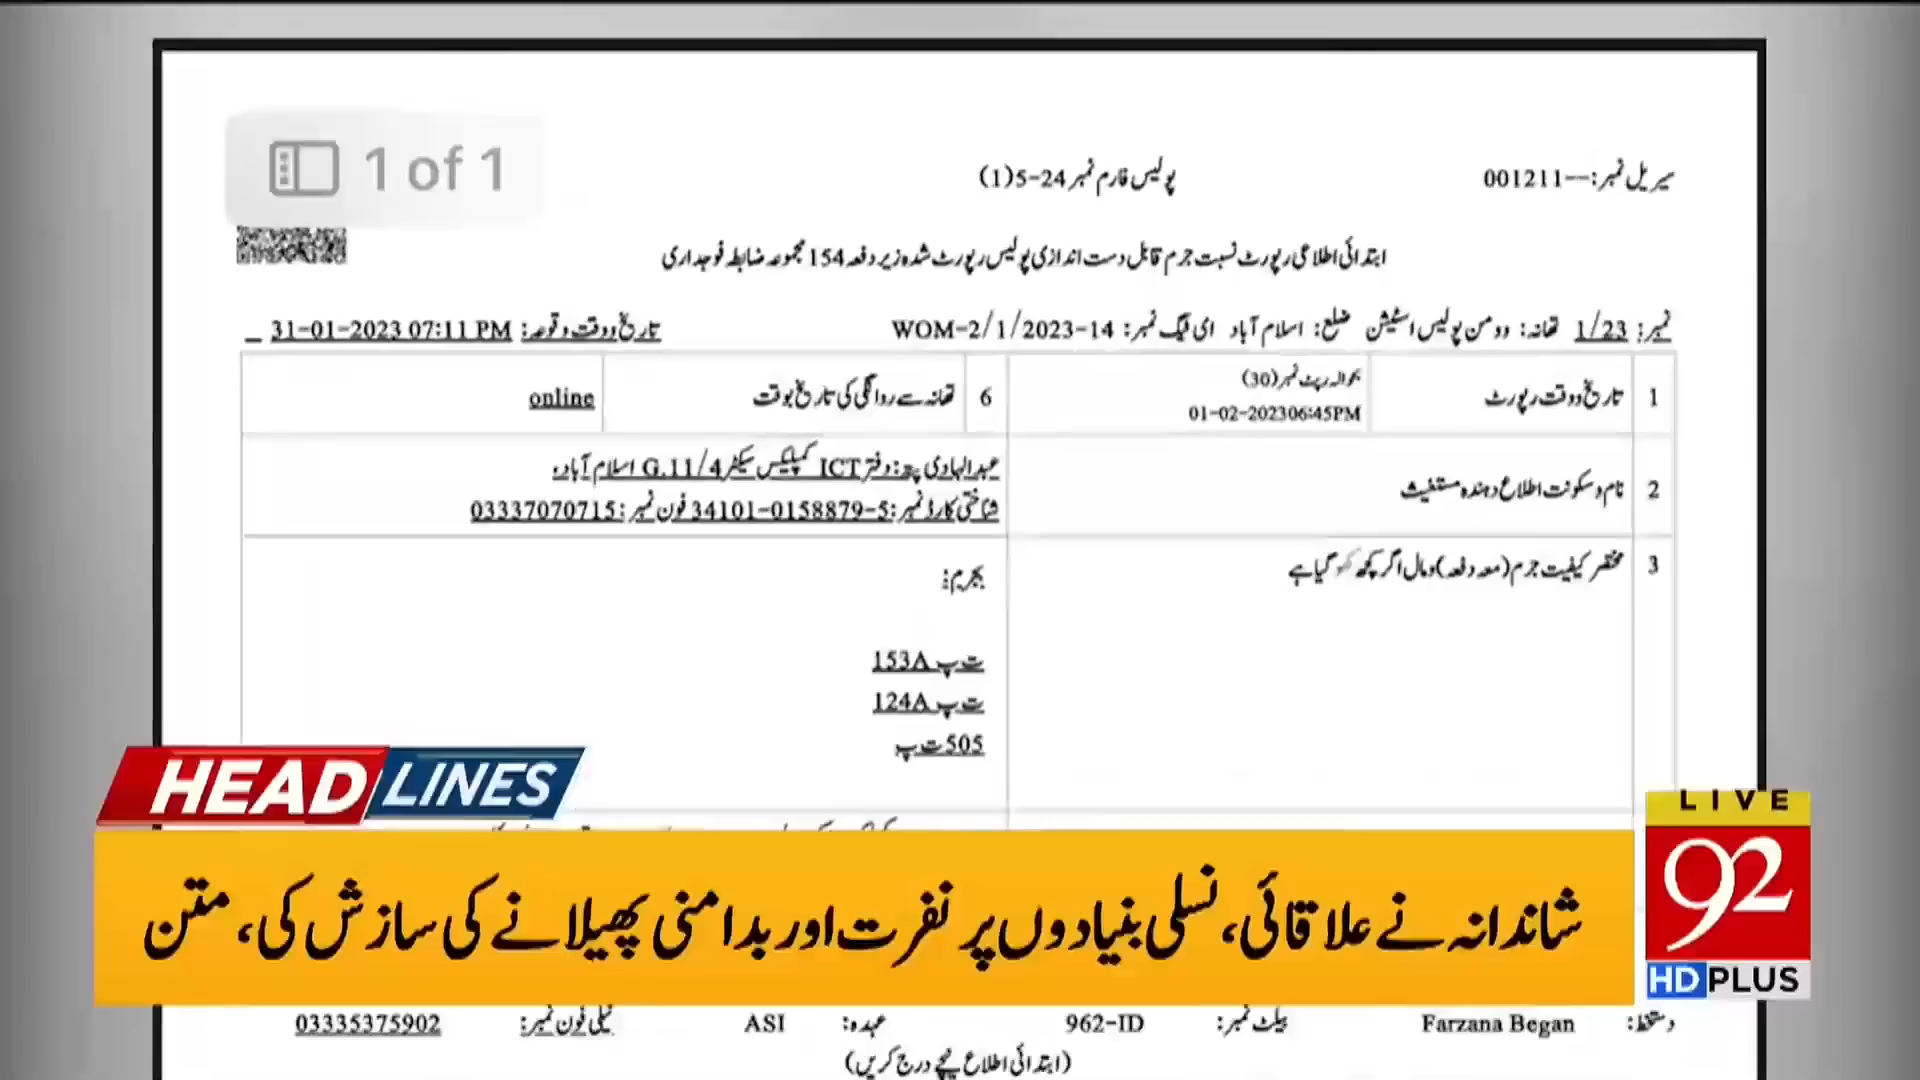 1 of 1
سیریل نمبر:--001211
پولیس فارم نمبر 24-5(1)
ابتدائی اطلاعی رپورٹ نسبت جرم قابل دست اندازی پولیس رپورٹ شدہ زیر دفعہ 154 مجموعہ ضابطہ فوجداری
نمبر: 1/23 تھانہ: وومن پولیس اسٹیشن ضلع: اسلام آباد ای ٹیگ نمبر: WOM-2/1/2023-14 تاریخ و وقت وقوعہ: 31-01-2023 07:11 PM
1 تاریخ و وقت رپورٹ بحوالہ رپٹ نمبر(30) 6 تھانہ سے روانگی کی تاریخ بوقت online
01-02-202306:45PM
2 نام و سکونت اطلاع دہندہ مستغیث عبدالہادی پتہ: دفتر ICT کمپلیکس سیکٹر G.11/4 اسلام آباد،
شناختی کارڈ نمبر: 34101-0158879-5 فون نمبر: 03337070715
3 مختصر کیفیت جرم (معہ دفعہ) و مال اگر کچھ کھو گیا ہے بجرم:
ت پ 153A
ت پ 124A
505 ت پ
HEADLINES
LIVE
92
HD PLUS
شاندانہ نے علاقائی، نسلی بنیادوں پر نفرت اور بدامنی پھیلانے کی سازش کی، متن
دستخط: Farzana Began بیلٹ نمبر: 962-ID عہدہ: ASI ٹیلی فون نمبر: 03335375902
(ابتدائی اطلاع نیچے درج کریں)